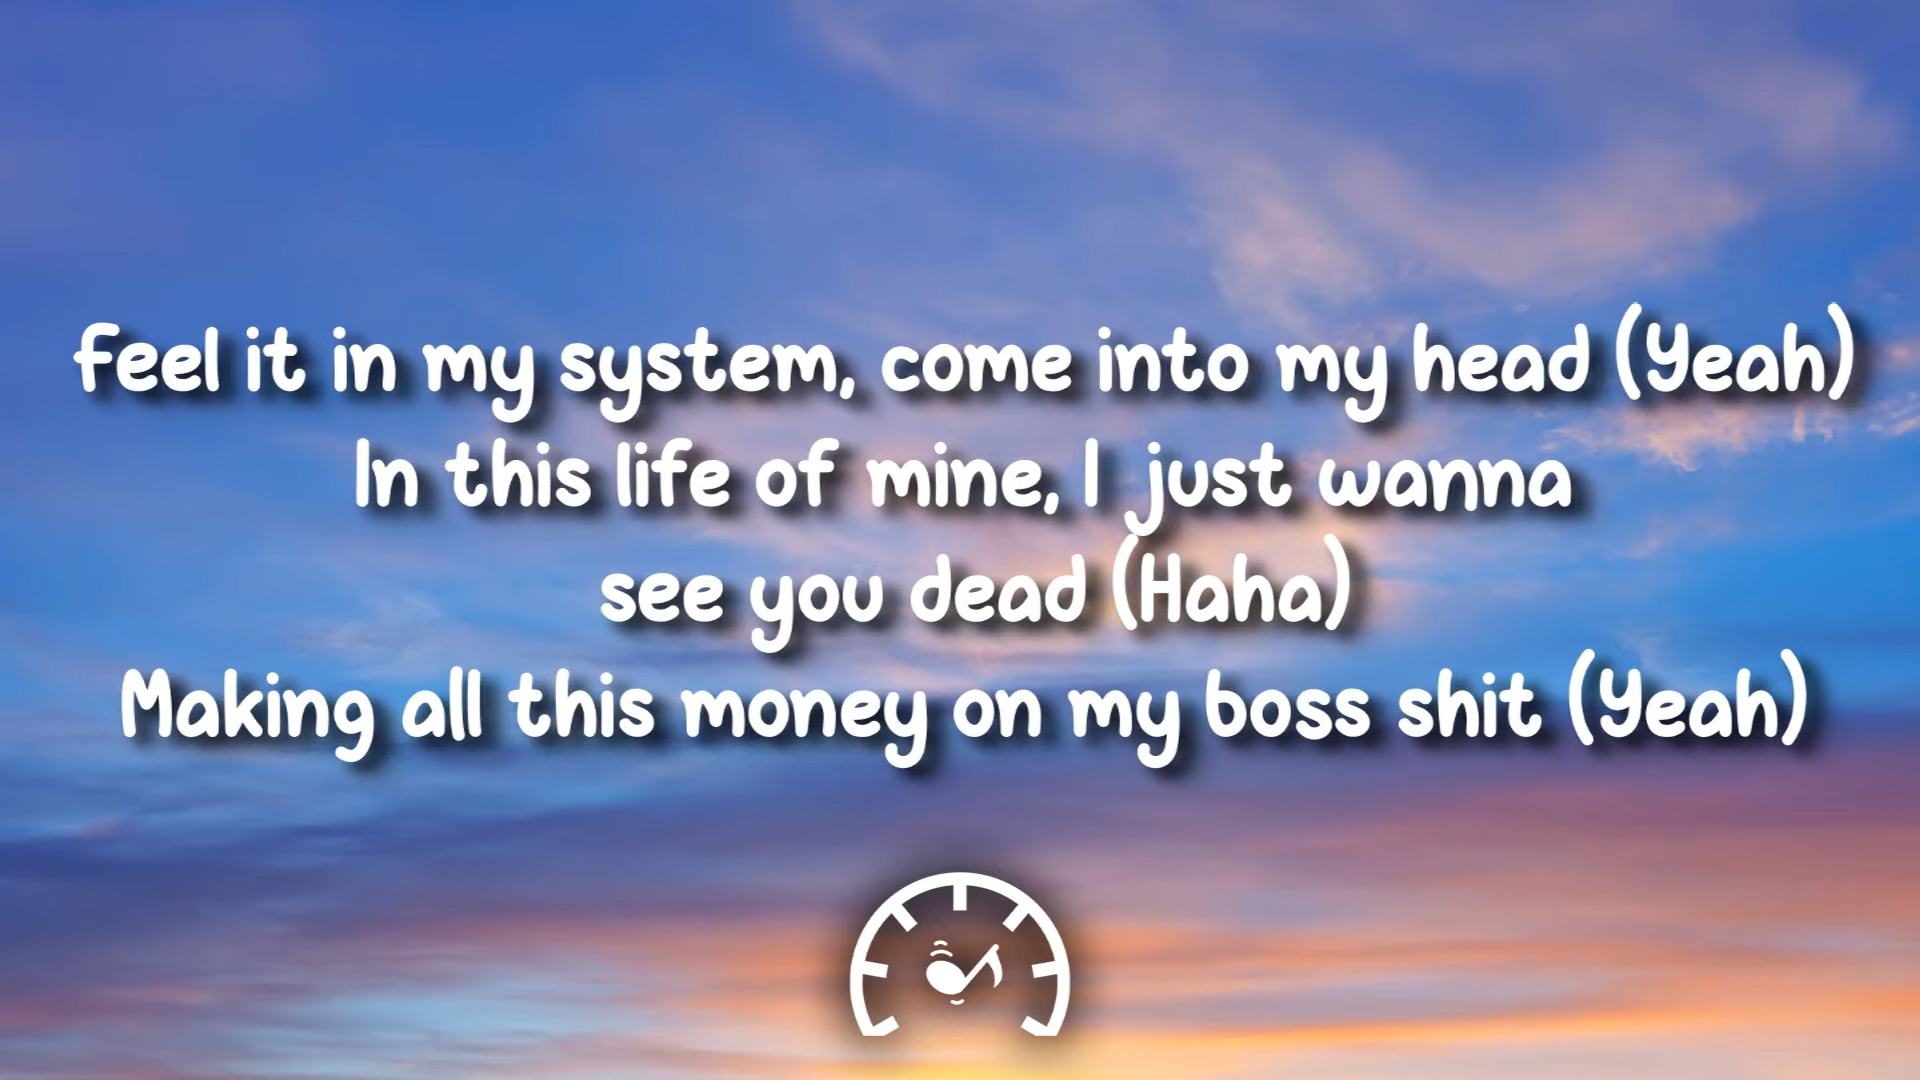 Feel it in my system, come into my head (Yeah)
In this life of mine, I just wanna
see you dead (Haha)
Making all this money on my boss shit (Yeah)